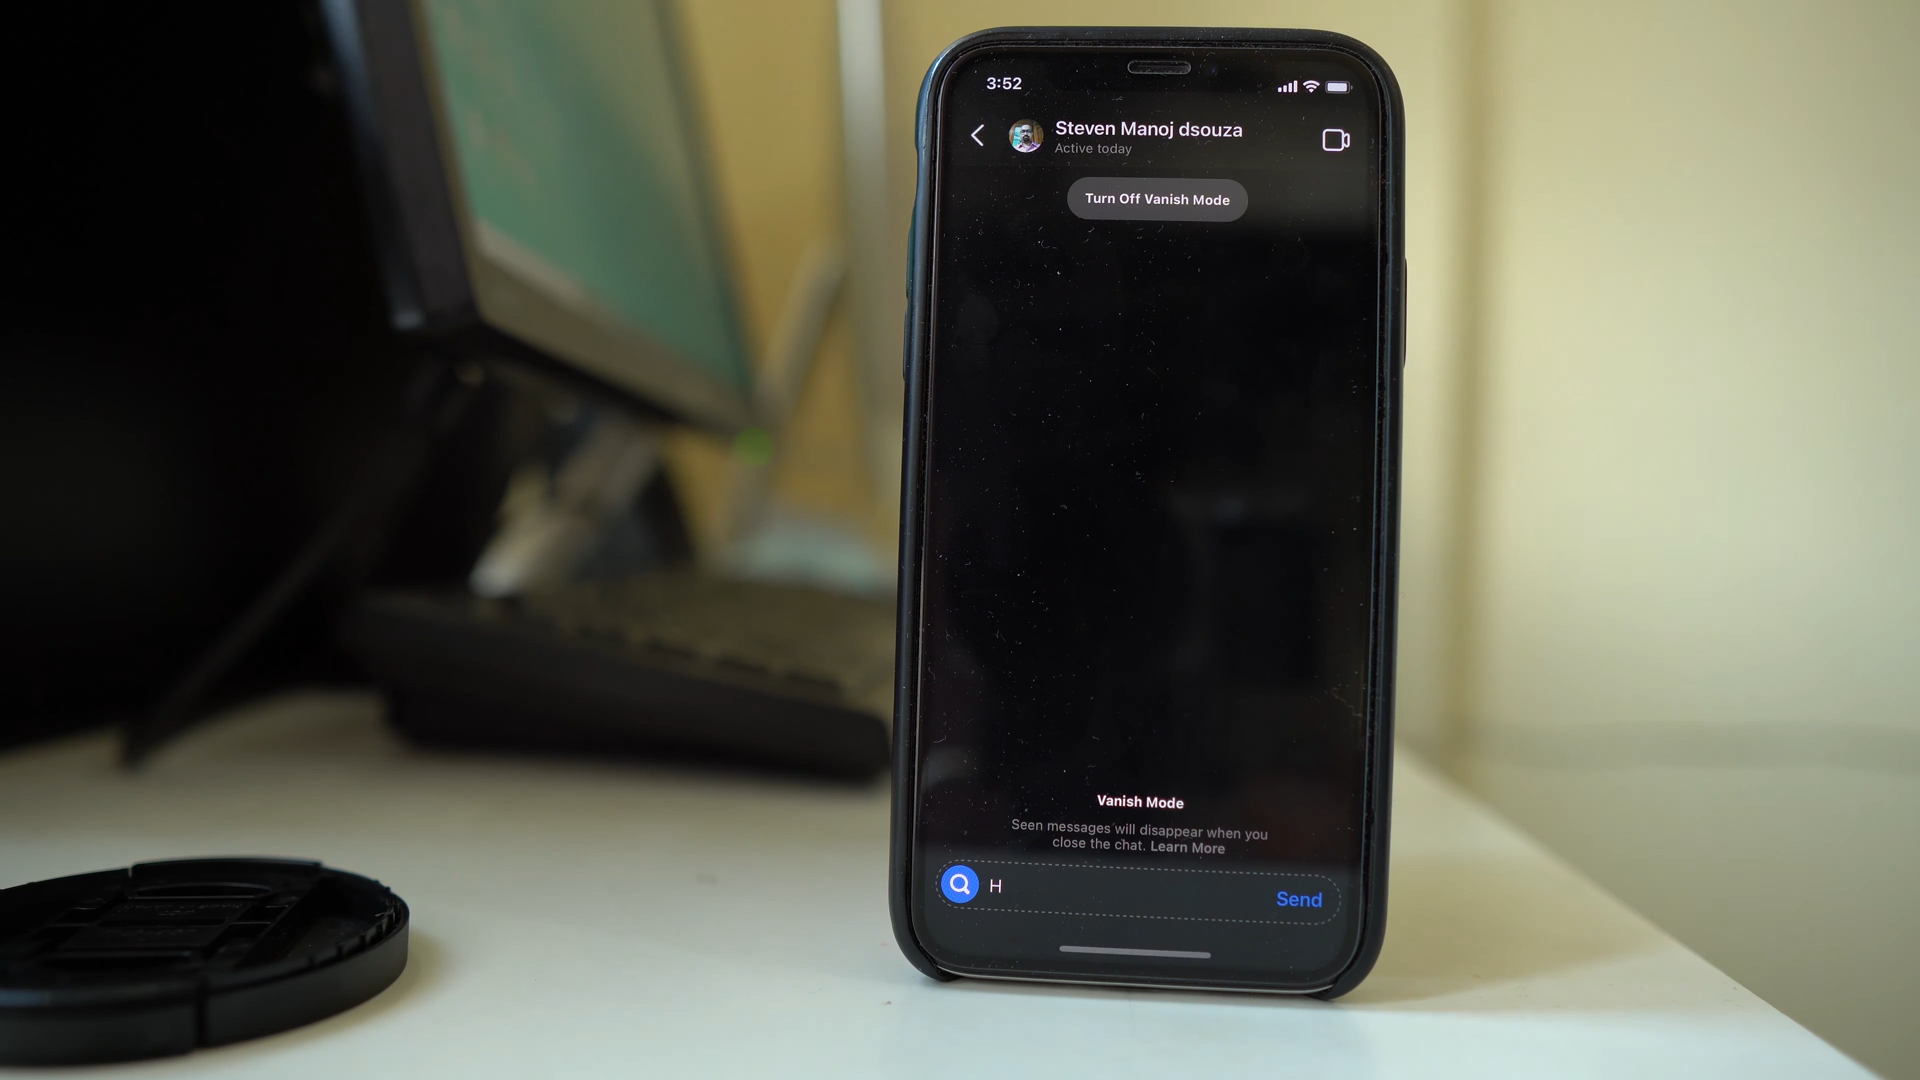 3:52
Steven Manoj dsouza
Active today
Turn Off Vanish Mode
Vanish Mode
Seen messages will disappear when you
close the chat. Learn More
H
Send